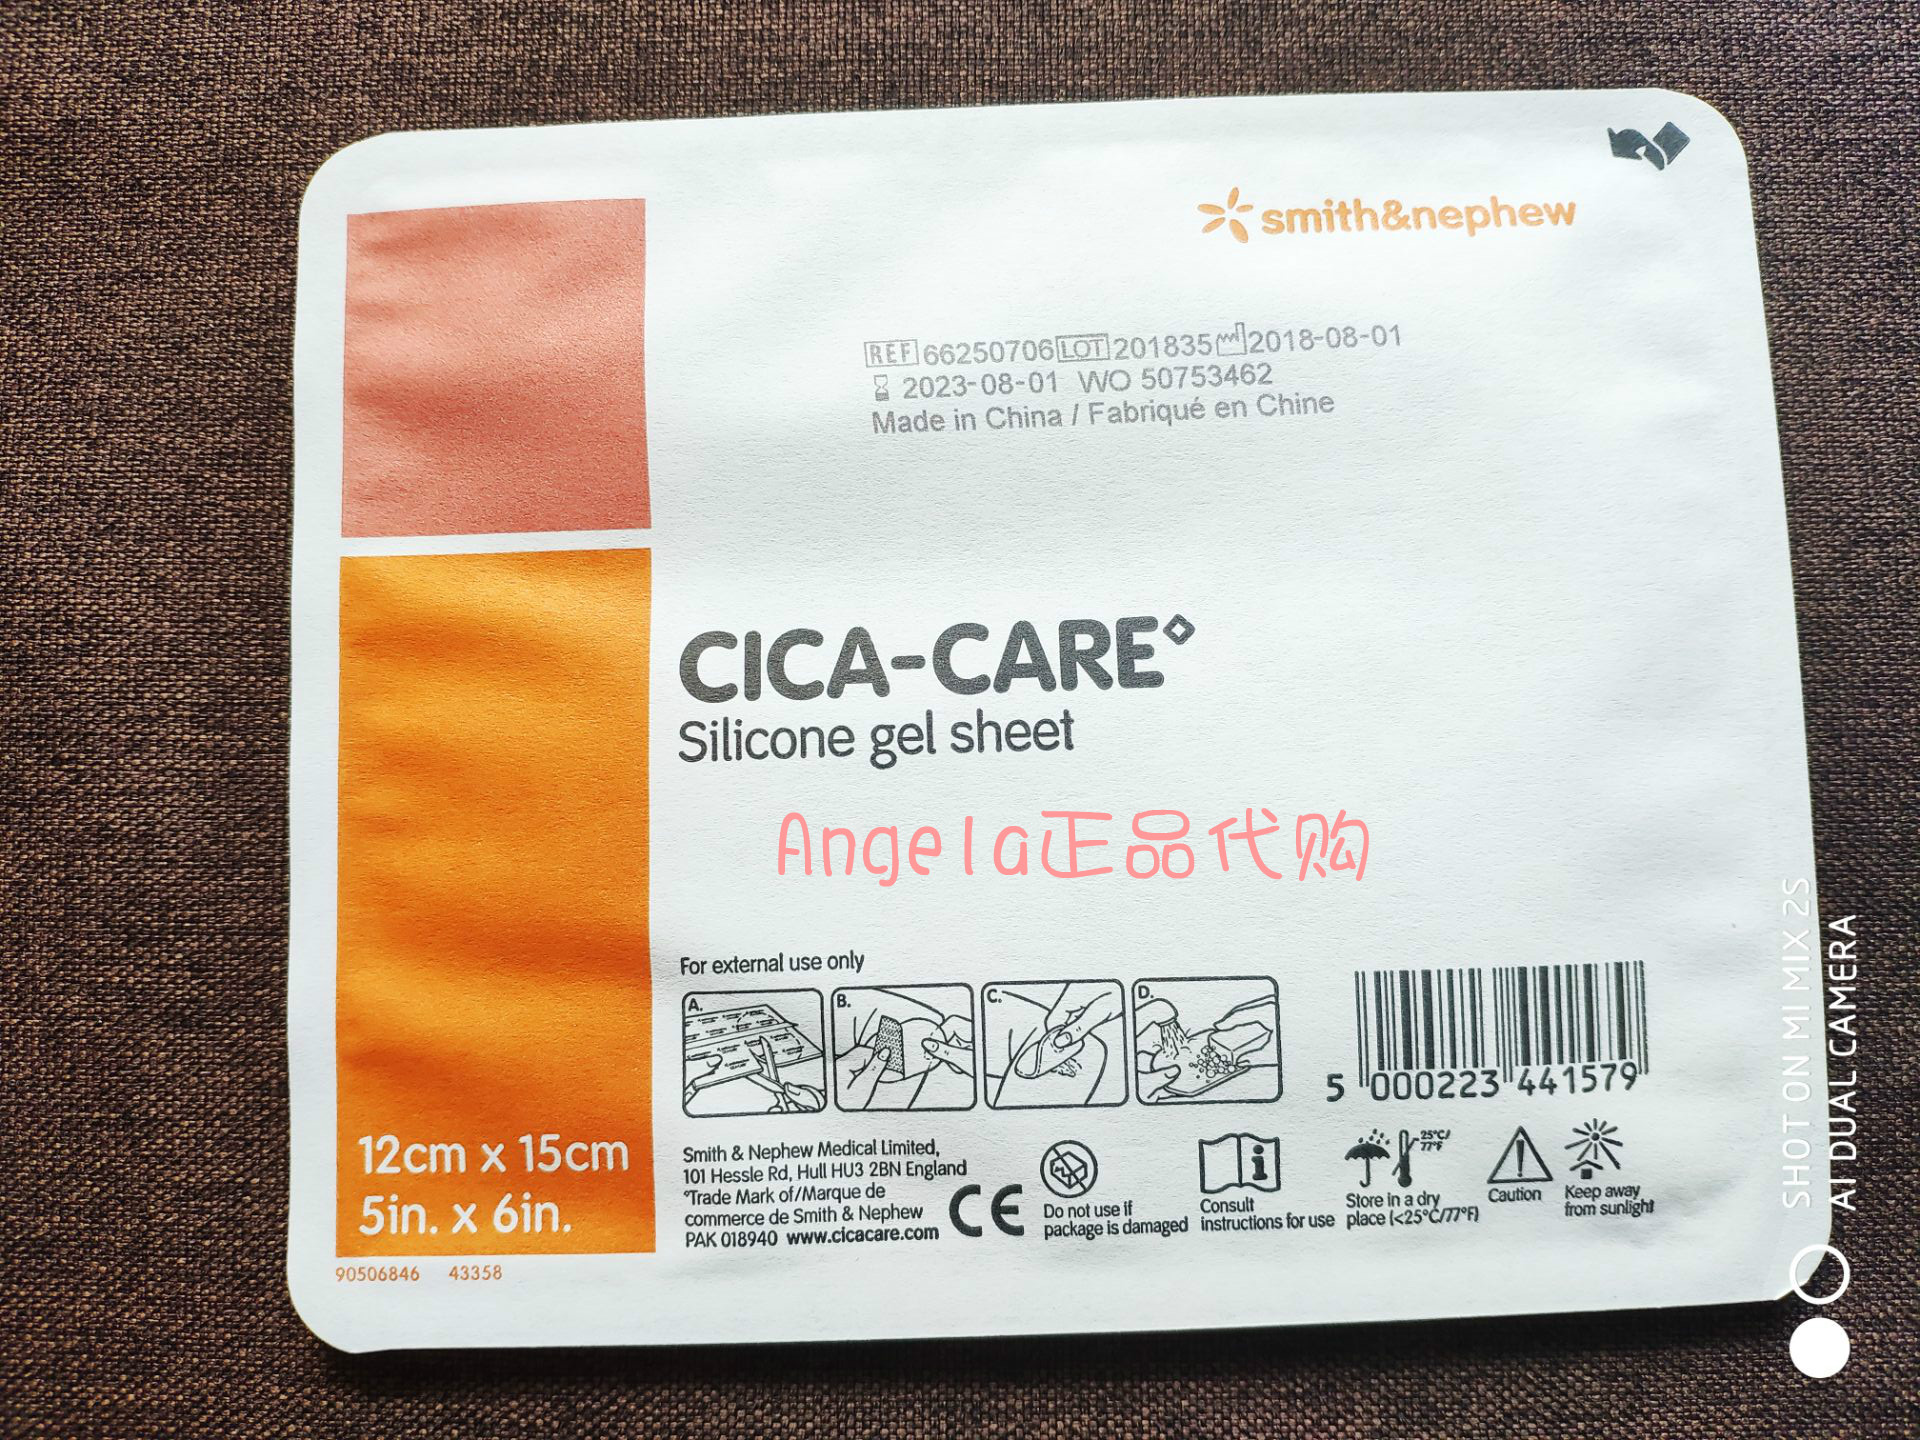 smith&nephew
REF 66250706 LOT 201835 2018-08-01
2023-08-01 WO 50753462
Made in China / Fabriqué en Chine
CICA-CARE◊
Silicone gel sheet
Angela正品代购
For external use only
A.
B.
C.
D.
5 000223 441579
12cm x 15cm
5in. x 6in.
90506846 43358
Smith & Nephew Medical Limited,
101 Hessle Rd, Hull HU3 2BN England
◊Trade Mark of/Marque de
commerce de Smith & Nephew
PAK 018940 www.cicacare.com
CE
Do not use if
package is damaged
i
Consult
instructions for use
25°C/
77°F
Store in a dry
place (<25°C/77°F)
Caution
Keep away
from sunlight
SHOT ON MI MIX 2S
AI DUAL CAMERA